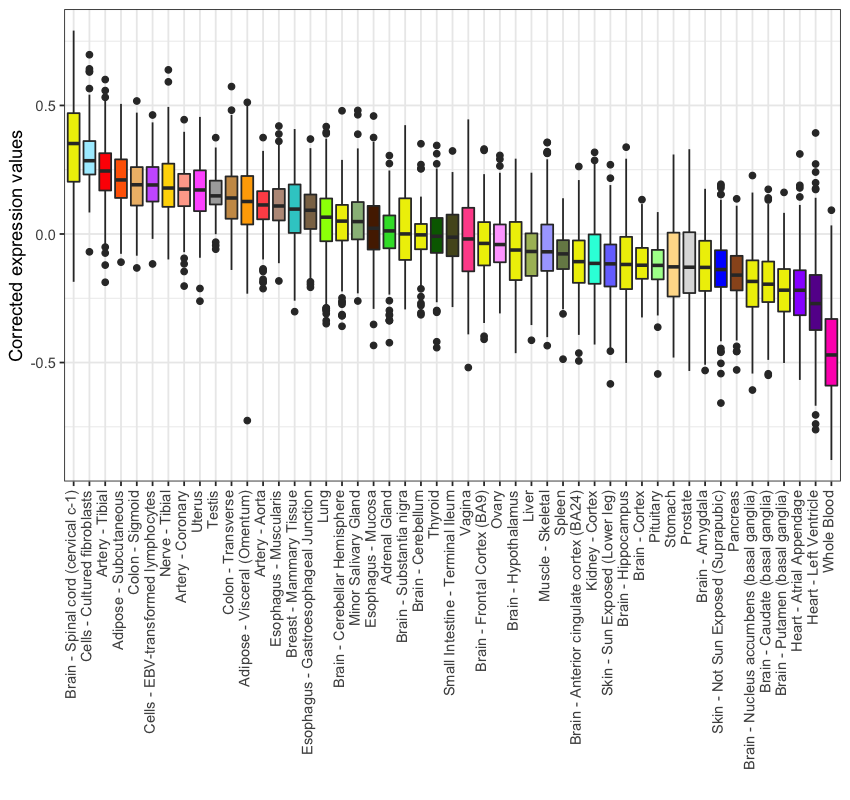 Corrected expression values
0.5
0.0
-0.5
Brain - Spinal cord (cervical c-1)
Cells - Cultured fibroblasts
Artery - Tibial
Adipose - Subcutaneous
Colon - Sigmoid
Cells - EBV-transformed lymphocytes
Nerve - Tibial
Artery - Coronary
Uterus
Testis
Colon - Transverse
Adipose - Visceral (Omentum)
Artery - Aorta
Esophagus - Muscularis
Breast - Mammary Tissue
Esophagus - Gastroesophageal Junction
Lung
Brain - Cerebellar Hemisphere
Minor Salivary Gland
Esophagus - Mucosa
Adrenal Gland
Brain - Substantia nigra
Brain - Cerebellum
Thyroid
Small Intestine - Terminal Ileum
Vagina
Brain - Frontal Cortex (BA9)
Ovary
Brain - Hypothalamus
Liver
Muscle - Skeletal
Spleen
Brain - Anterior cingulate cortex (BA24)
Kidney - Cortex
Skin - Sun Exposed (Lower leg)
Brain - Hippocampus
Brain - Cortex
Pituitary
Stomach
Prostate
Brain - Amygdala
Skin - Not Sun Exposed (Suprapubic)
Pancreas
Brain - Nucleus accumbens (basal ganglia)
Brain - Caudate (basal ganglia)
Brain - Putamen (basal ganglia)
Heart - Atrial Appendage
Heart - Left Ventricle
Whole Blood